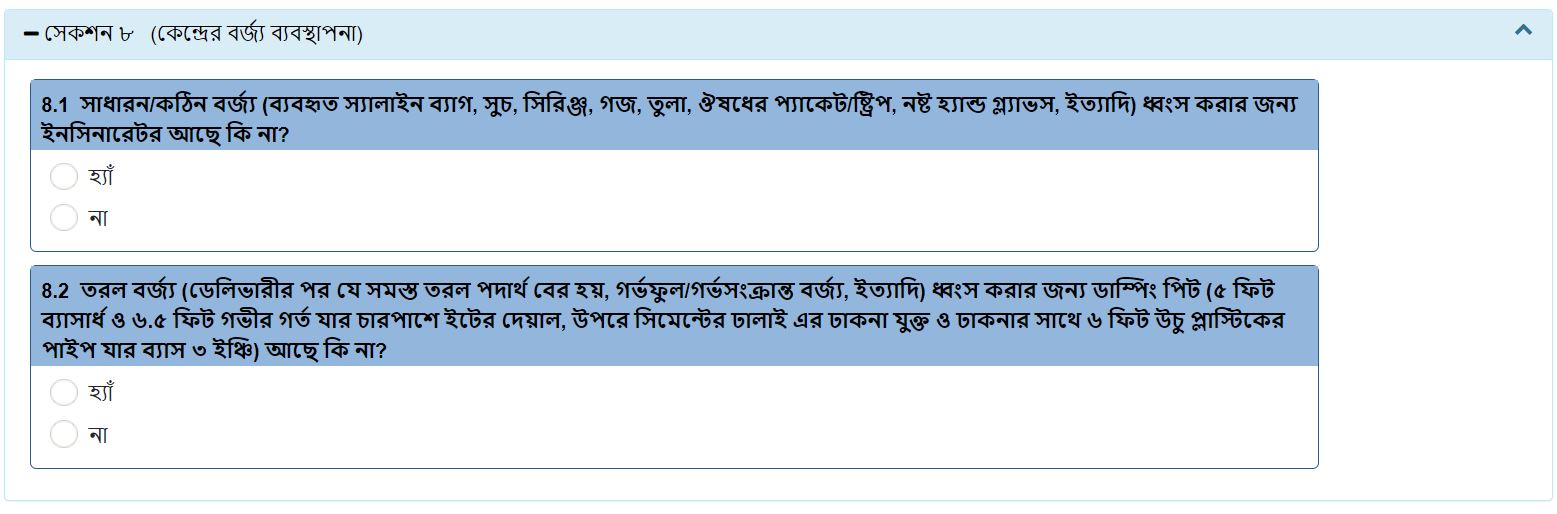 – সেকশন ৮ (কেন্দ্রের বর্জ্য ব্যবস্থাপনা)
8.1 সাধারন/কঠিন বর্জ্য (ব্যবহৃত স্যালাইন ব্যাগ, সুচ, সিরিঞ্জ, গজ, তুলা, ঔষধের প্যাকেট/ষ্ট্রিপ, নষ্ট হ্যান্ড গ্ল্যাভস, ইত্যাদি) ধ্বংস করার জন্য
ইনসিনারেটর আছে কি না?
হ্যাঁ
না
8.2 তরল বর্জ্য (ডেলিভারীর পর যে সমস্ত তরল পদার্থ বের হয়, গর্ভফুল/গর্ভসংক্রান্ত বর্জ্য, ইত্যাদি) ধ্বংস করার জন্য ডাম্পিং পিট (৫ ফিট
ব্যাসার্ধ ও ৬.৫ ফিট গভীর গর্ত যার চারপাশে ইটের দেয়াল, উপরে সিমেন্টের ঢালাই এর ঢাকনা যুক্ত ও ঢাকনার সাথে ৬ ফিট উচু প্লাস্টিকের
পাইপ যার ব্যাস ৩ ইঞ্চি) আছে কি না?
হ্যাঁ
না